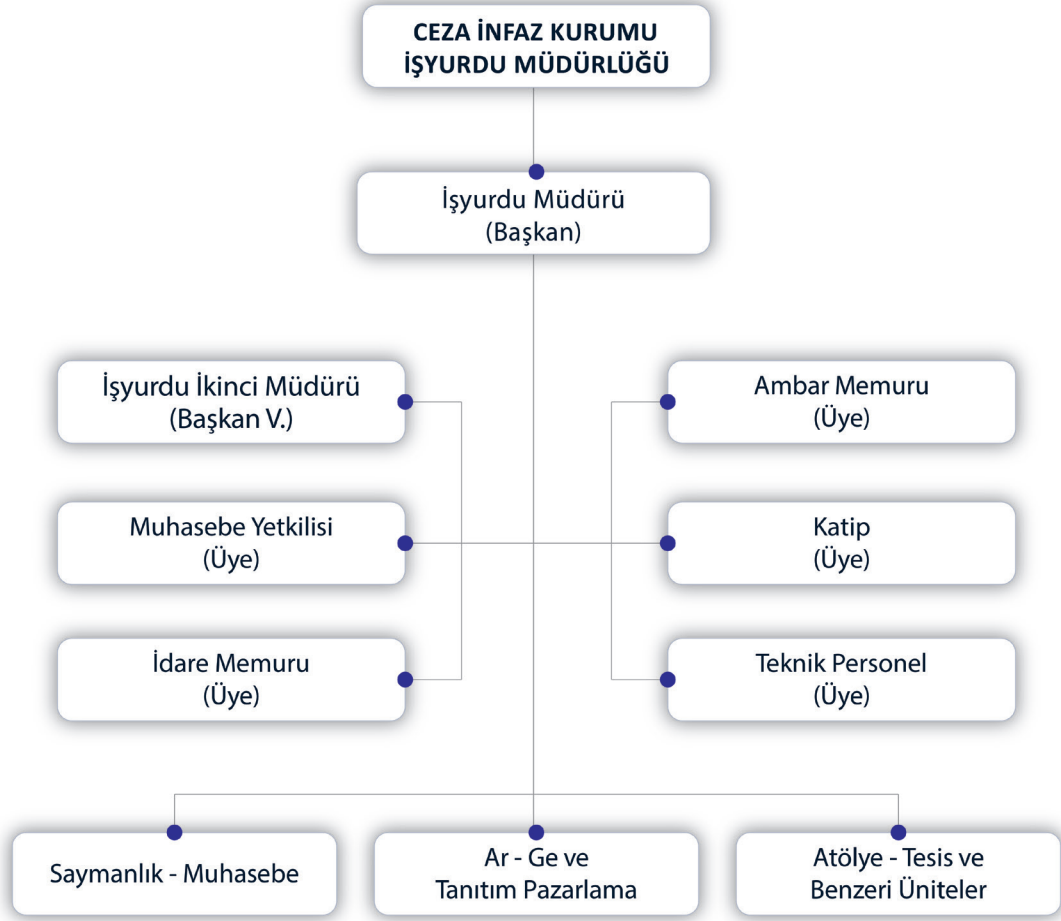 CEZA İNFAZ KURUMU
İŞYURDU MÜDÜRLÜĞÜ
İşyurdu Müdürü
(Başkan)
İşyurdu İkinci Müdürü
(Başkan V.)
Ambar Memuru
(Üye)
Muhasebe Yetkilisi
(Üye)
Katip
(Üye)
İdare Memuru
(Üye)
Teknik Personel
(Üye)
Saymanlık - Muhasebe
Ar - Ge ve
Tanıtım Pazarlama
Atölye - Tesis ve
Benzeri Üniteler